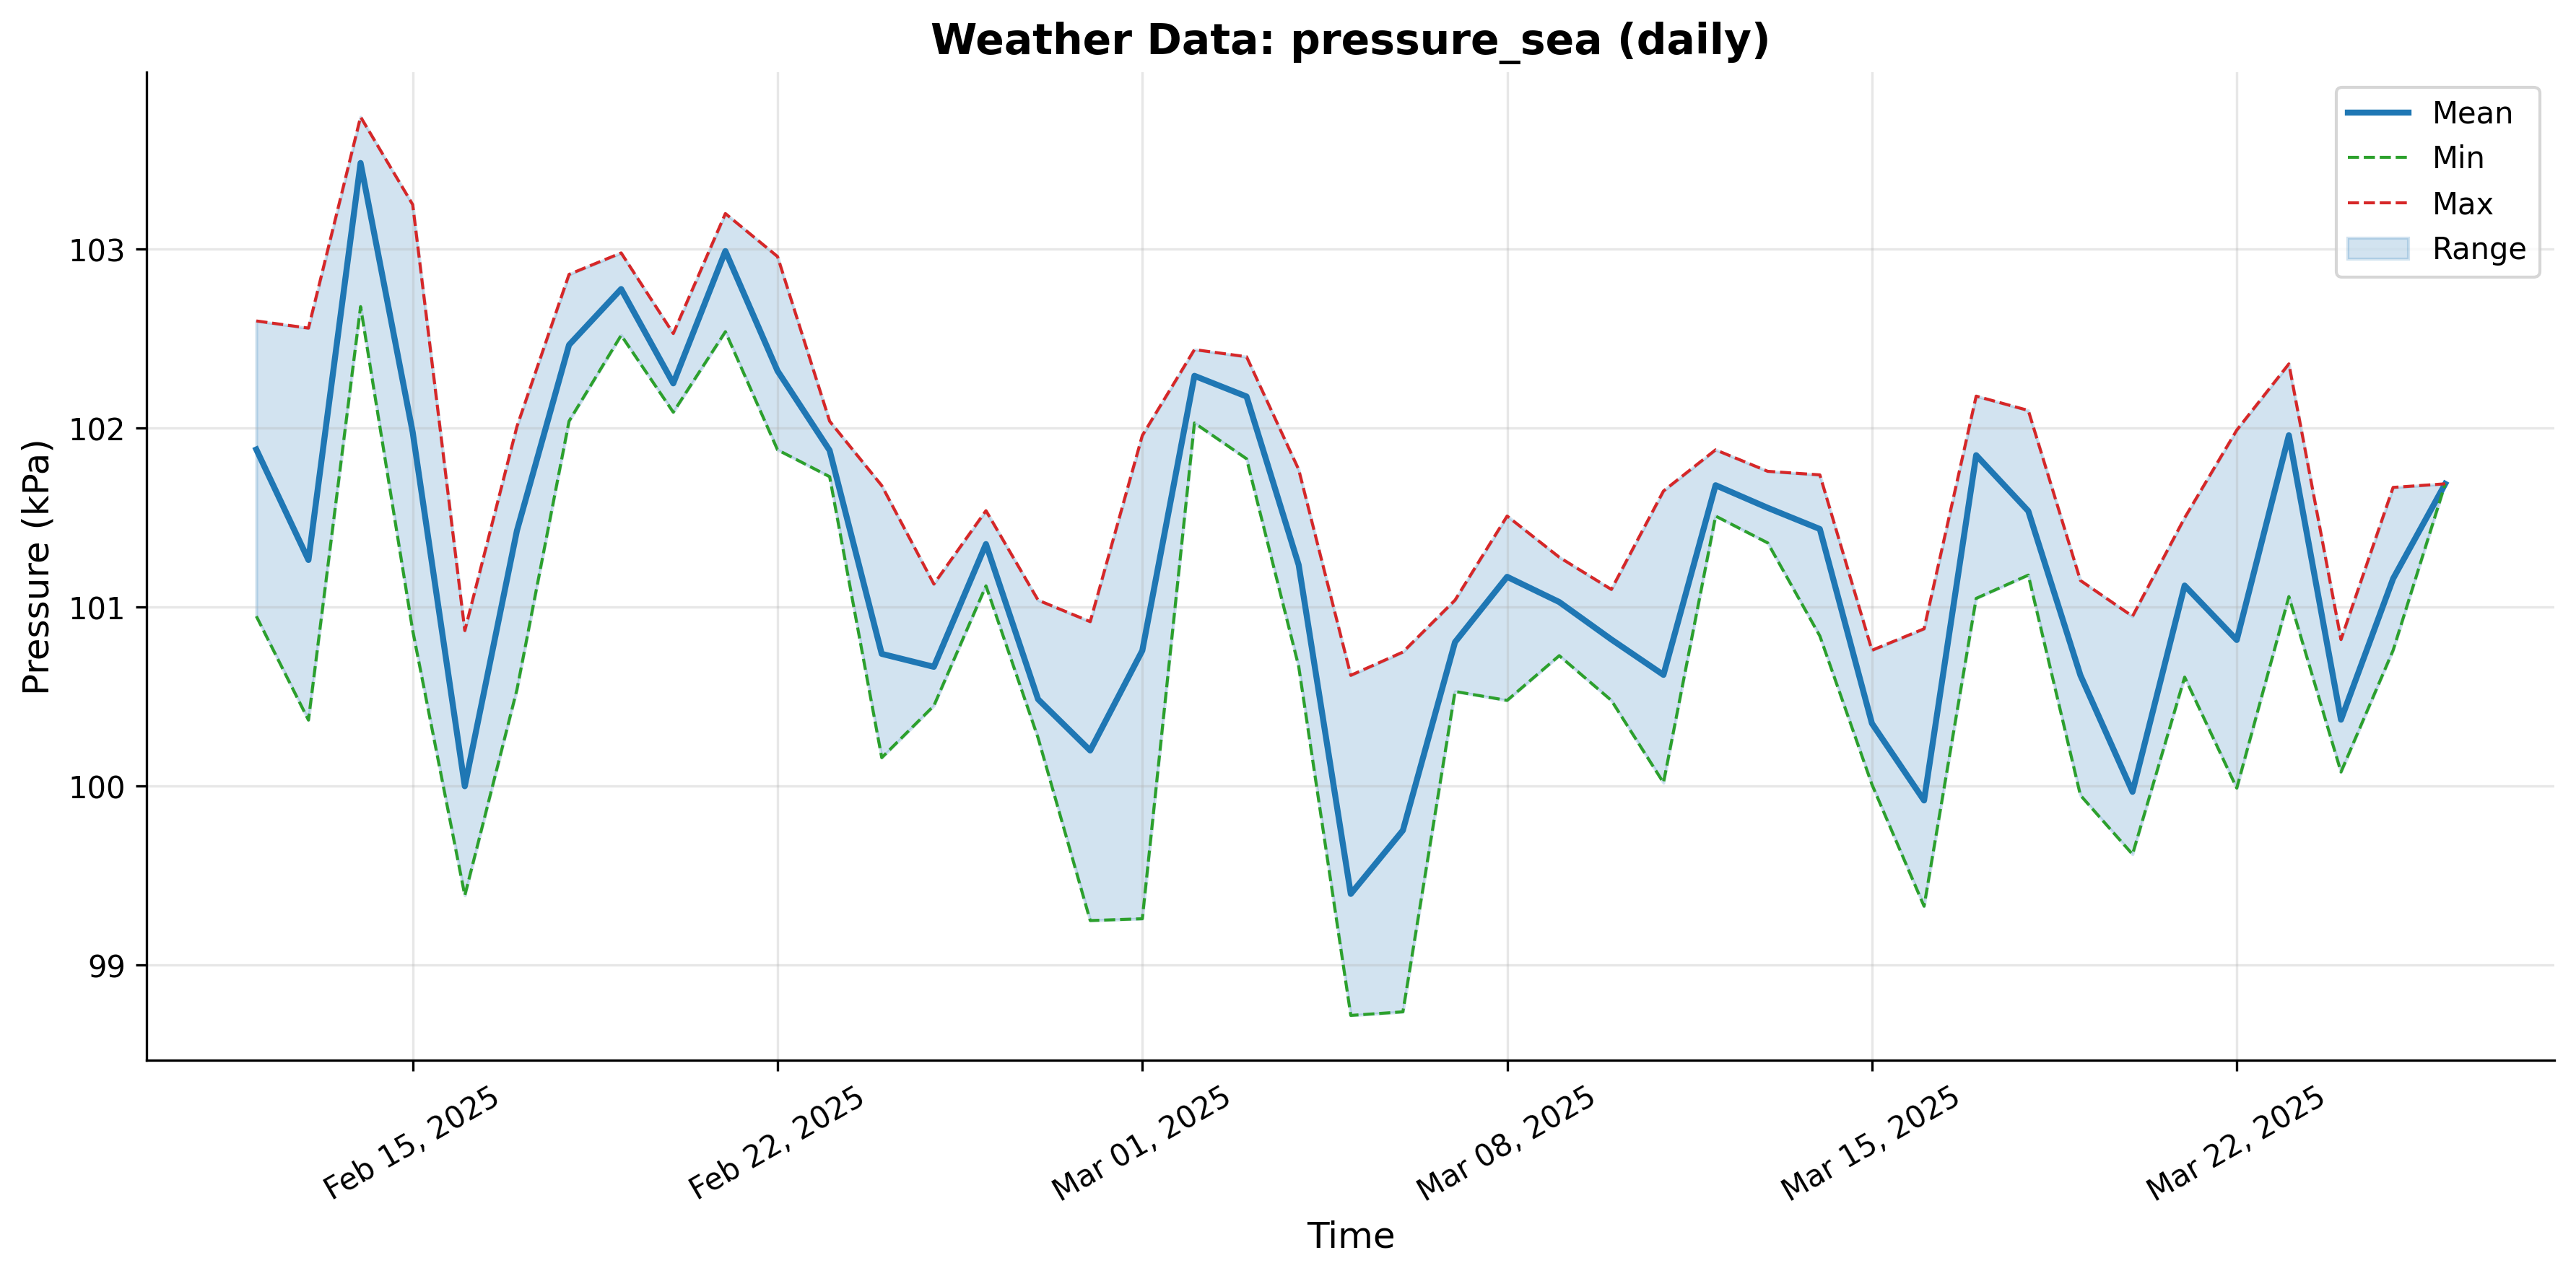 Weather Data: pressure_sea (daily)
Mean
Min
Max
Range
Pressure (kPa)
103
102
101
100
99
Feb 15, 2025
Feb 22, 2025
Mar 01, 2025
Mar 08, 2025
Mar 15, 2025
Mar 22, 2025
Time